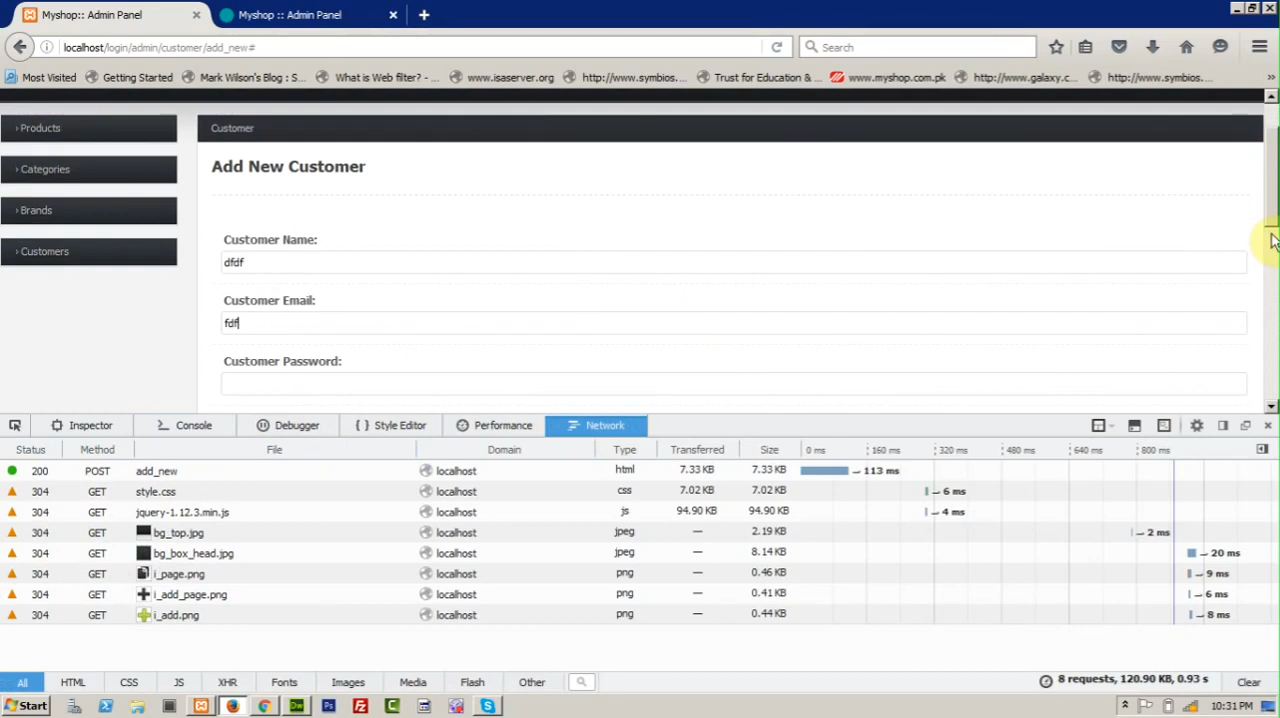 Myshop:: Admin Panel
Myshop :: Admin Panel
localhost/login/admin/customer/add_new#
Search
Most Visited
Getting Started
Mark Wilson's Blog : S...
What is Web filter? - ...
www.isaserver.org
http://www.symbios....
Trust for Education & ...
www.myshop.com.pk
http://www.galaxy.c...
http://www.symbios....
Products
Customer
Categories
Add New Customer
Brands
Customers
Customer Name:
dfdf
Customer Email:
fdf
Customer Password:
Inspector
Console
Debugger
Style Editor
Performance
Network
Status Method File Domain Type Transferred Size 0 ms 160 ms 320 ms 480 ms 640 ms 800 ms
200 POST add_new localhost html 7.33 KB 7.33 KB 113 ms
304 GET style.css localhost css 7.02 KB 7.02 KB 6 ms
304 GET jquery-1.12.3.min.js localhost js 94.90 KB 94.90 KB 4 ms
304 GET bg_top.jpg localhost jpeg — 2.19 KB 2 ms
304 GET bg_box_head.jpg localhost jpeg — 8.14 KB 20 ms
304 GET i_page.png localhost png — 0.46 KB 9 ms
304 GET i_add_page.png localhost png — 0.41 KB 6 ms
304 GET i_add.png localhost png — 0.44 KB 8 ms
All HTML CSS JS XHR Fonts Images Media Flash Other
8 requests, 120.90 KB, 0.93 s
Clear
Start
10:31 PM